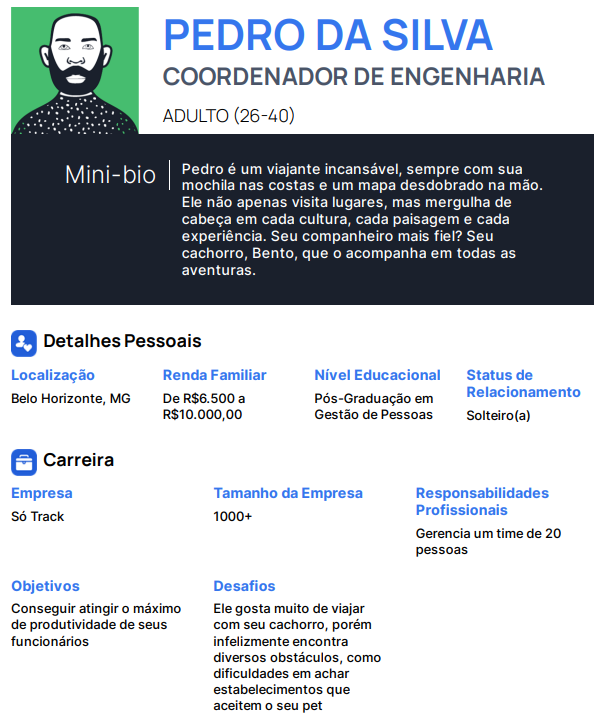 PEDRO DA SILVA
COORDENADOR DE ENGENHARIA
ADULTO (26-40)
Mini-bio
Pedro é um viajante incansável, sempre com sua
mochila nas costas e um mapa desdobrado na mão.
Ele não apenas visita lugares, mas mergulha de
cabeça em cada cultura, cada paisagem e cada
experiência. Seu companheiro mais fiel? Seu
cachorro, Bento, que o acompanha em todas as
aventuras.
Detalhes Pessoais
Localização
Belo Horizonte, MG
Renda Familiar
De R$6.500 a
R$10.000,00
Nível Educacional
Pós-Graduação em
Gestão de Pessoas
Status de
Relacionamento
Solteiro(a)
Carreira
Empresa
Só Track
Tamanho da Empresa
1000+
Responsabilidades
Profissionais
Gerencia um time de 20
pessoas
Objetivos
Conseguir atingir o máximo
de produtividade de seus
funcionários
Desafios
Ele gosta muito de viajar
com seu cachorro, porém
infelizmente encontra
diversos obstáculos, como
dificuldades em achar
estabelecimentos que
aceitem o seu pet